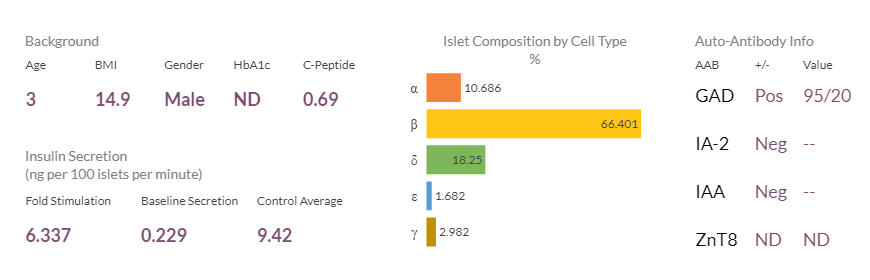 Background
Age BMI Gender HbA1c C-Peptide
3 14.9 Male ND 0.69
Insulin Secretion
(ng per 100 islets per minute)
Fold Stimulation Baseline Secretion Control Average
6.337 0.229 9.42
Islet Composition by Cell Type
%
α 10.686
β 66.401
δ 18.25
ε 1.682
γ 2.982
Auto-Antibody Info
AAB +/- Value
GAD Pos 95/20
IA-2 Neg --
IAA Neg --
ZnT8 ND ND